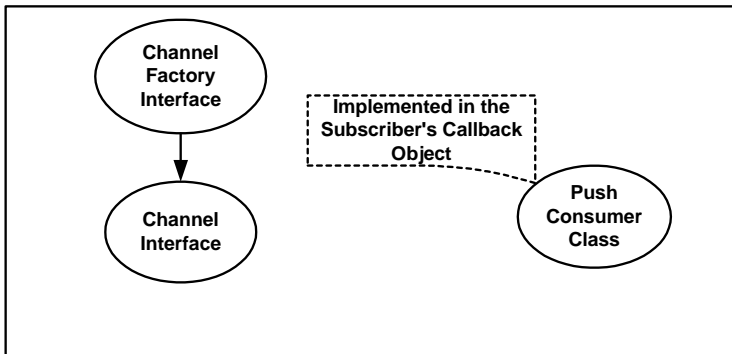 Channel
Factory
Interface
Implemented in the
Subscriber's Callback
Object
Channel
Interface
Push
Consumer
Class